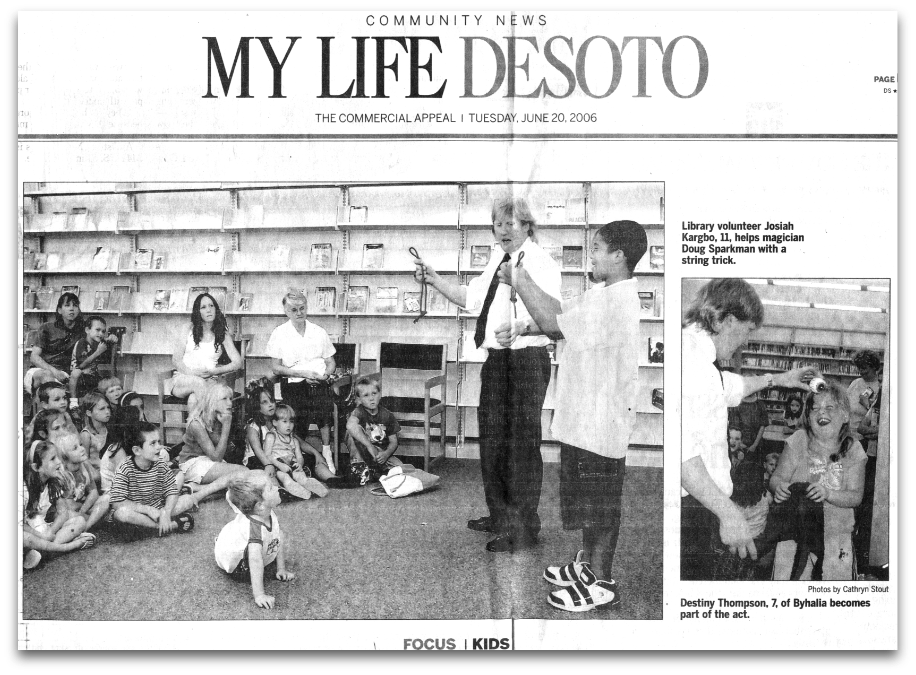 COMMUNITY NEWS
MY LIFE DESOTO
PAGE
DS ★
THE COMMERCIAL APPEAL | TUESDAY, JUNE 20, 2006
Library volunteer Josiah
Kargbo, 11, helps magician
Doug Sparkman with a
string trick.
Photos by Cathryn Stout
Destiny Thompson, 7, of Byhalia becomes
part of the act.
FOCUS | KIDS